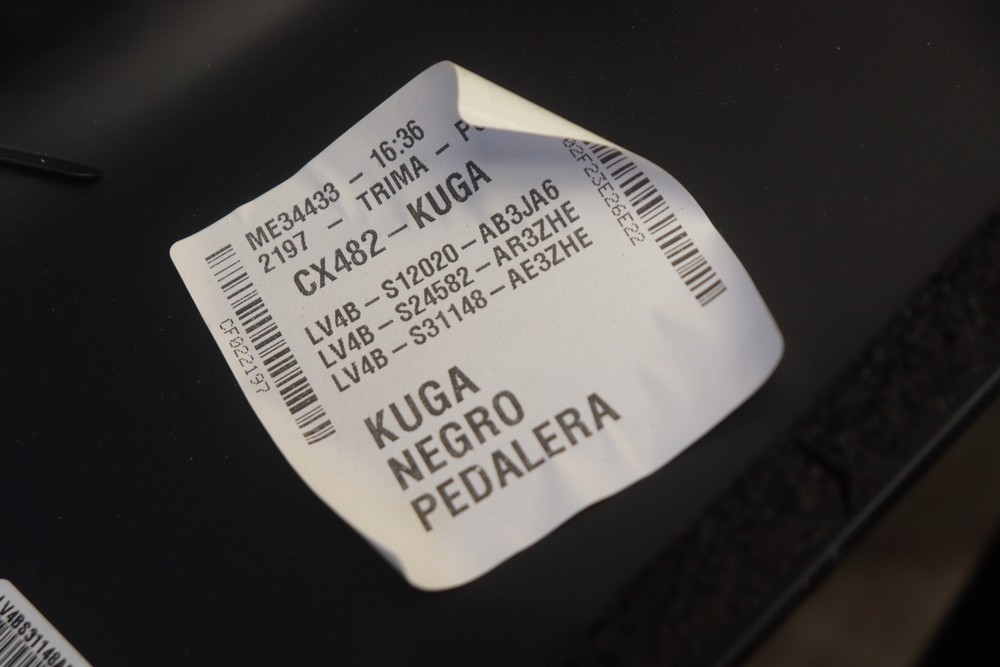 ME34433 – 16:36
2197 – TRIMA –
CX482 – KUGA
LV4B – S12020 – AB3JA6
LV4B – S24582 – AR3ZHE
LV4B – S31148 – AE3ZHE
KUGA
NEGRO
PEDALERA
CF022197